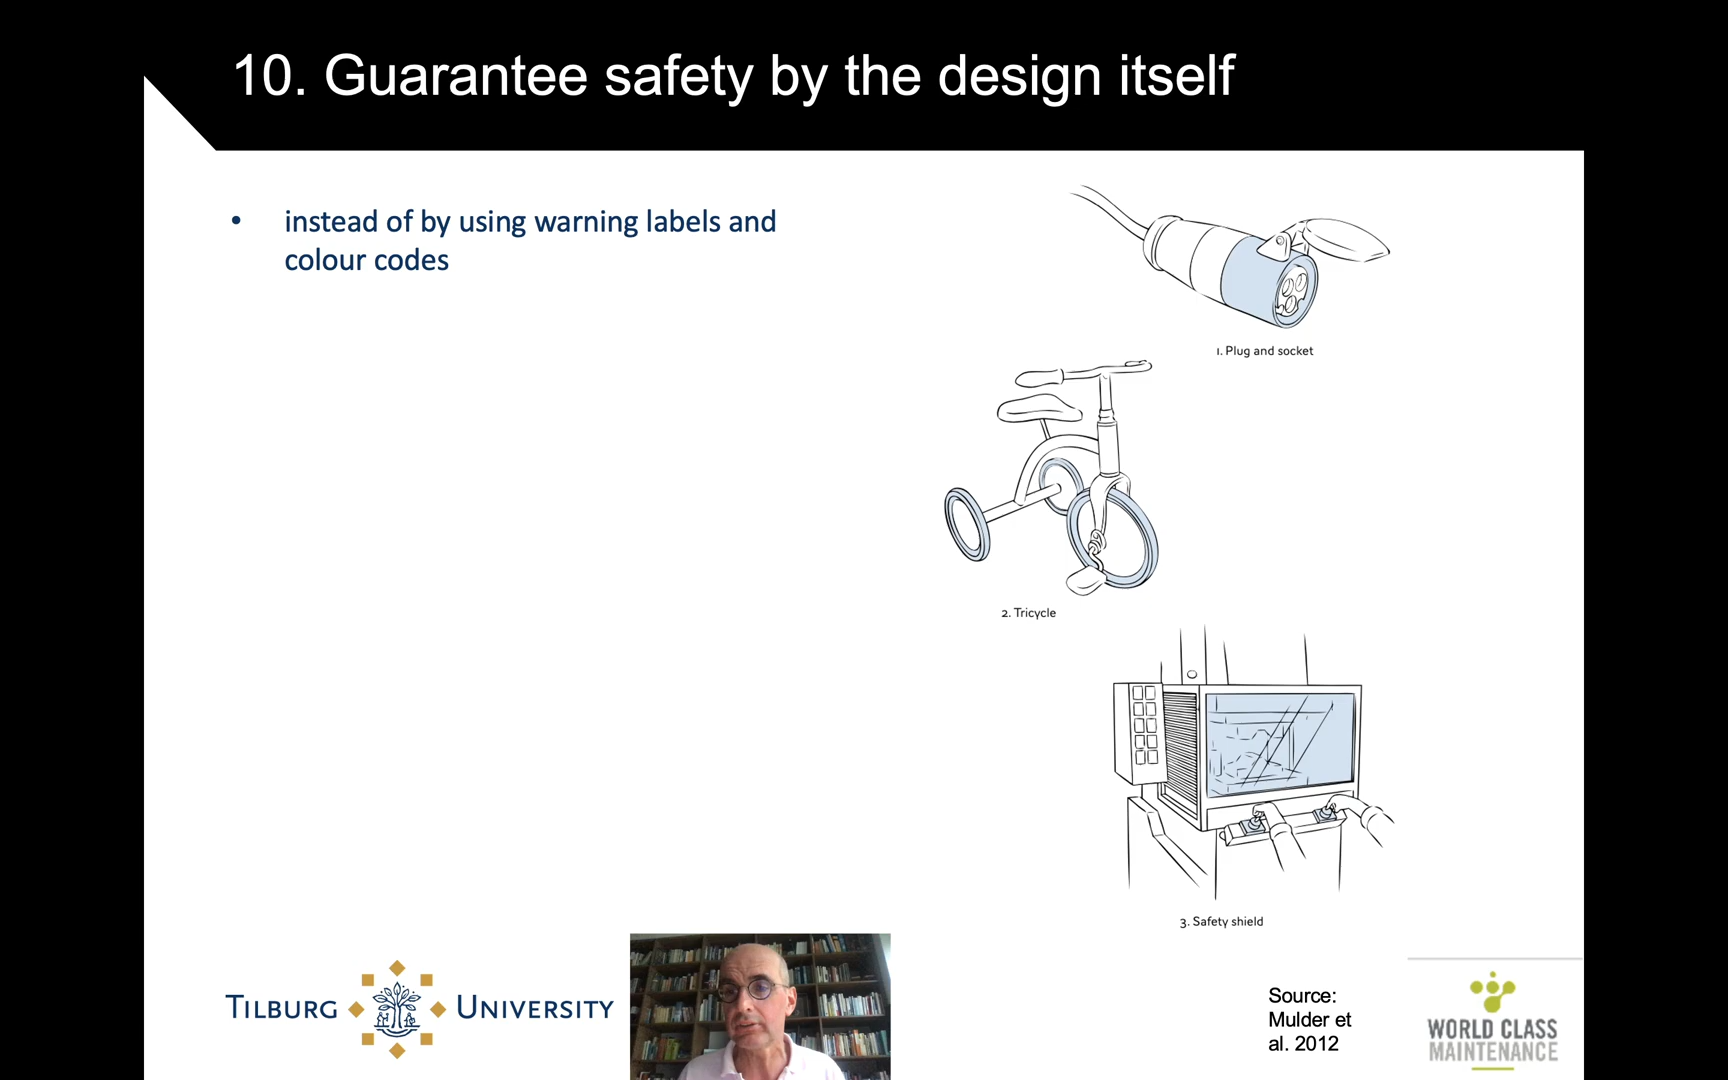 10. Guarantee safety by the design itself
• instead of by using warning labels and
colour codes
1. Plug and socket
2. Tricycle
3. Safety shield
TILBURG UNIVERSITY
Source:
Mulder et
al. 2012
WORLD CLASS
MAINTENANCE